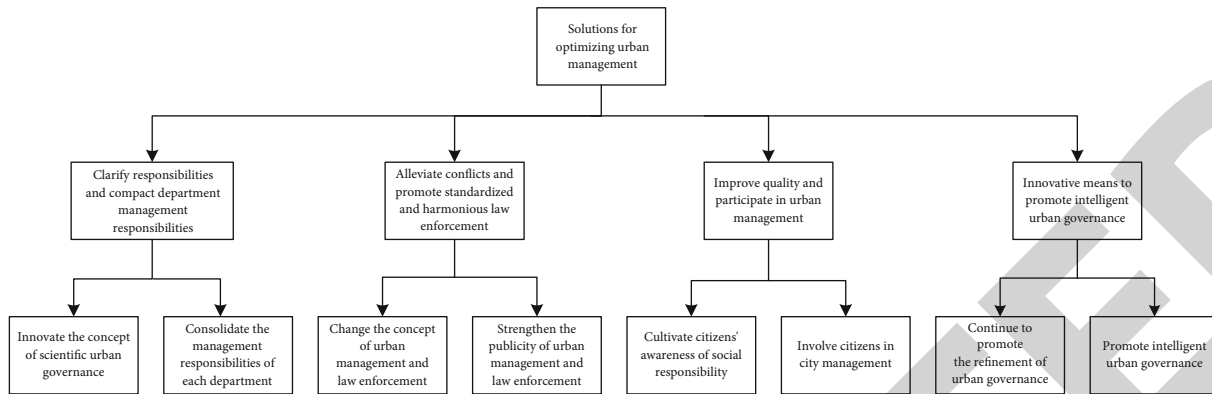 Solutions for
optimizing urban
management
Clarify responsibilities
and compact department
management
responsibilities
Alleviate conflicts and
promote standardized
and harmonious law
enforcement
Improve quality and
participate in urban
management
Innovative means to
promote intelligent
urban governance
Innovate the concept
of scientific urban
governance
Consolidate the
management
responsibilities of
each department
Change the concept
of urban
management and
law enforcement
Strengthen the
publicity of urban
management and
law enforcement
Cultivate citizens'
awareness of social
responsibility
Involve citizens in
city management
Continue to
promote
the refinement of
urban governance
Promote intelligent
urban governance